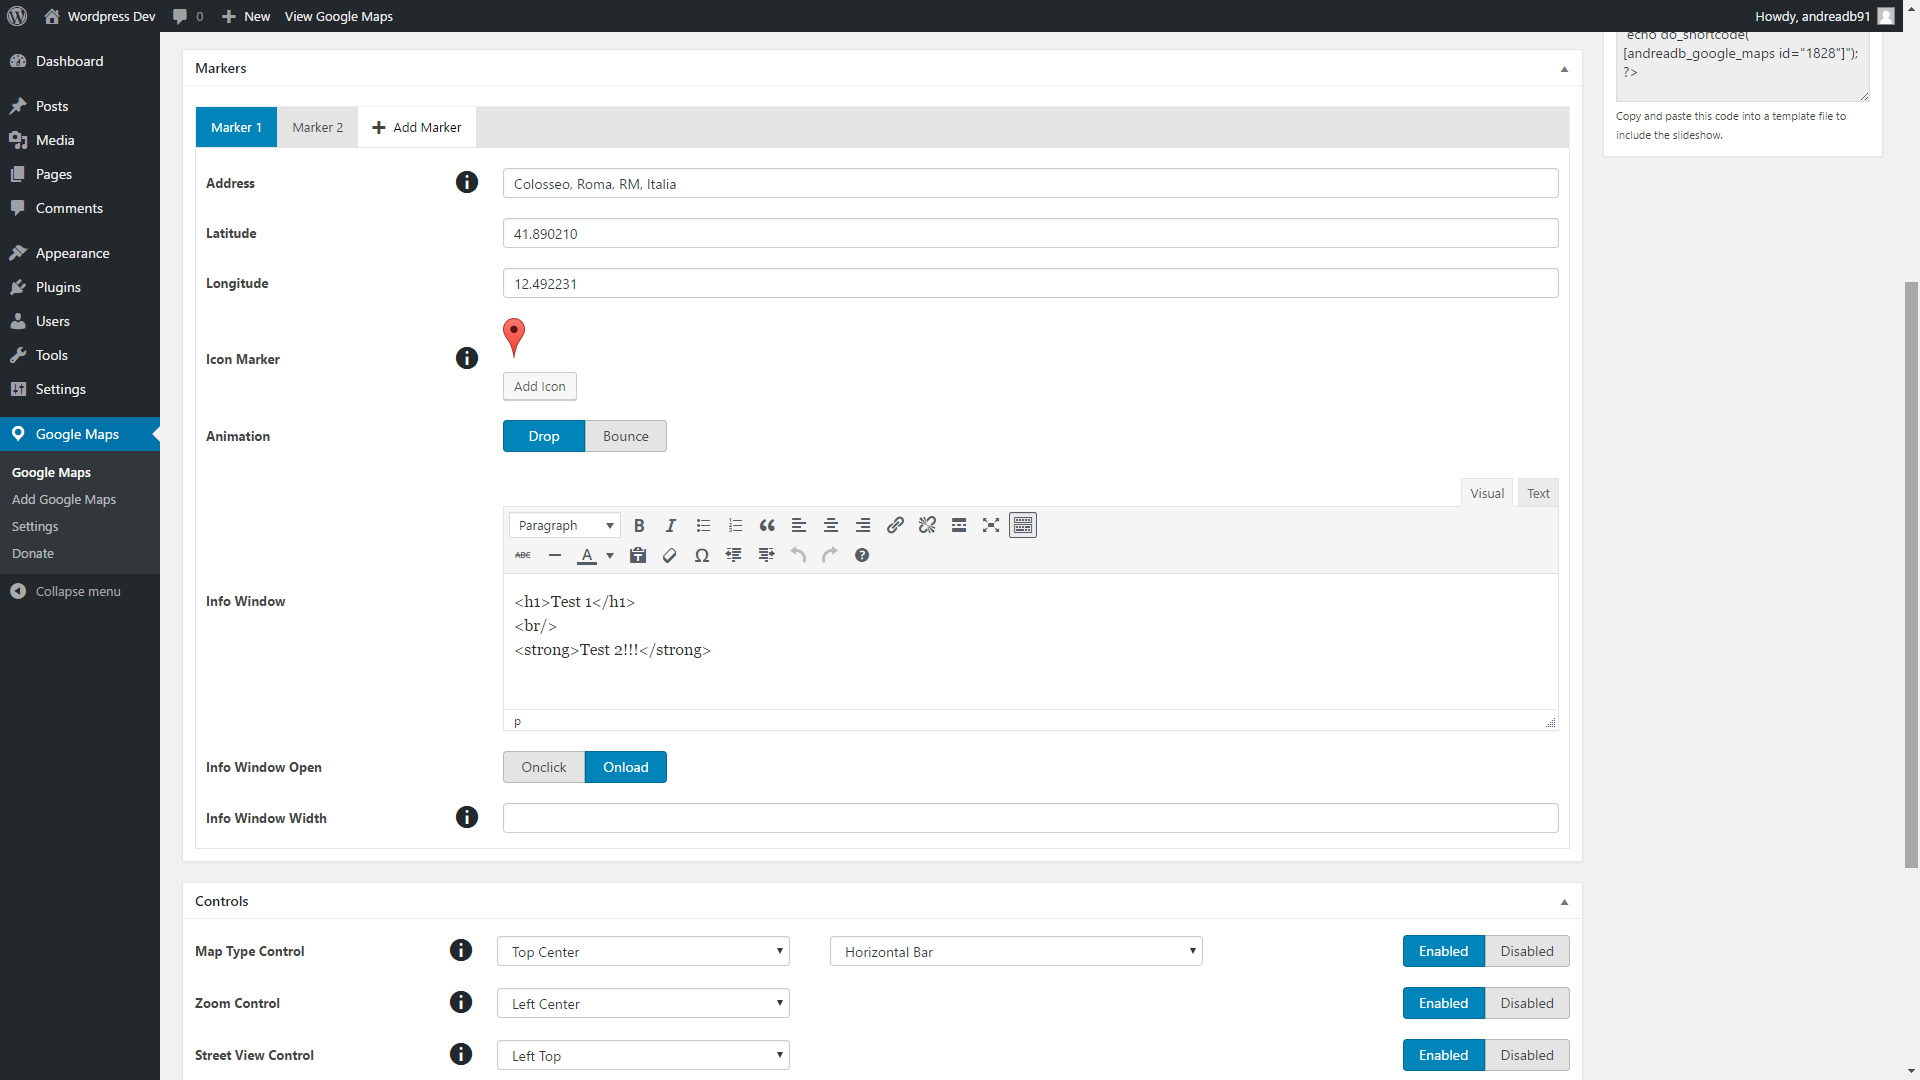 Wordpress Dev 0 New View Google Maps Howdy, andreadb91
Dashboard
Posts
Media
Pages
Comments
Appearance
Plugins
Users
Tools
Settings
Google Maps
Google Maps
Add Google Maps
Settings
Donate
Collapse menu
Markers
Marker 1 Marker 2 Add Marker
Address Colosseo, Roma, RM, Italia
Latitude 41.890210
Longitude 12.492231
Icon Marker
Add Icon
Animation Drop Bounce
Visual Text
Paragraph B I
ABC A Ω
Info Window
<h1>Test 1</h1>
<br/>
<strong>Test 2!!!</strong>
p
Info Window Open Onclick Onload
Info Window Width
Controls
Map Type Control Top Center Horizontal Bar Enabled Disabled
Zoom Control Left Center Enabled Disabled
Street View Control Left Top Enabled Disabled
echo do_shortcode(
[andreadb_google_maps id="1828"]");
?>
Copy and paste this code into a template file to
include the slideshow.